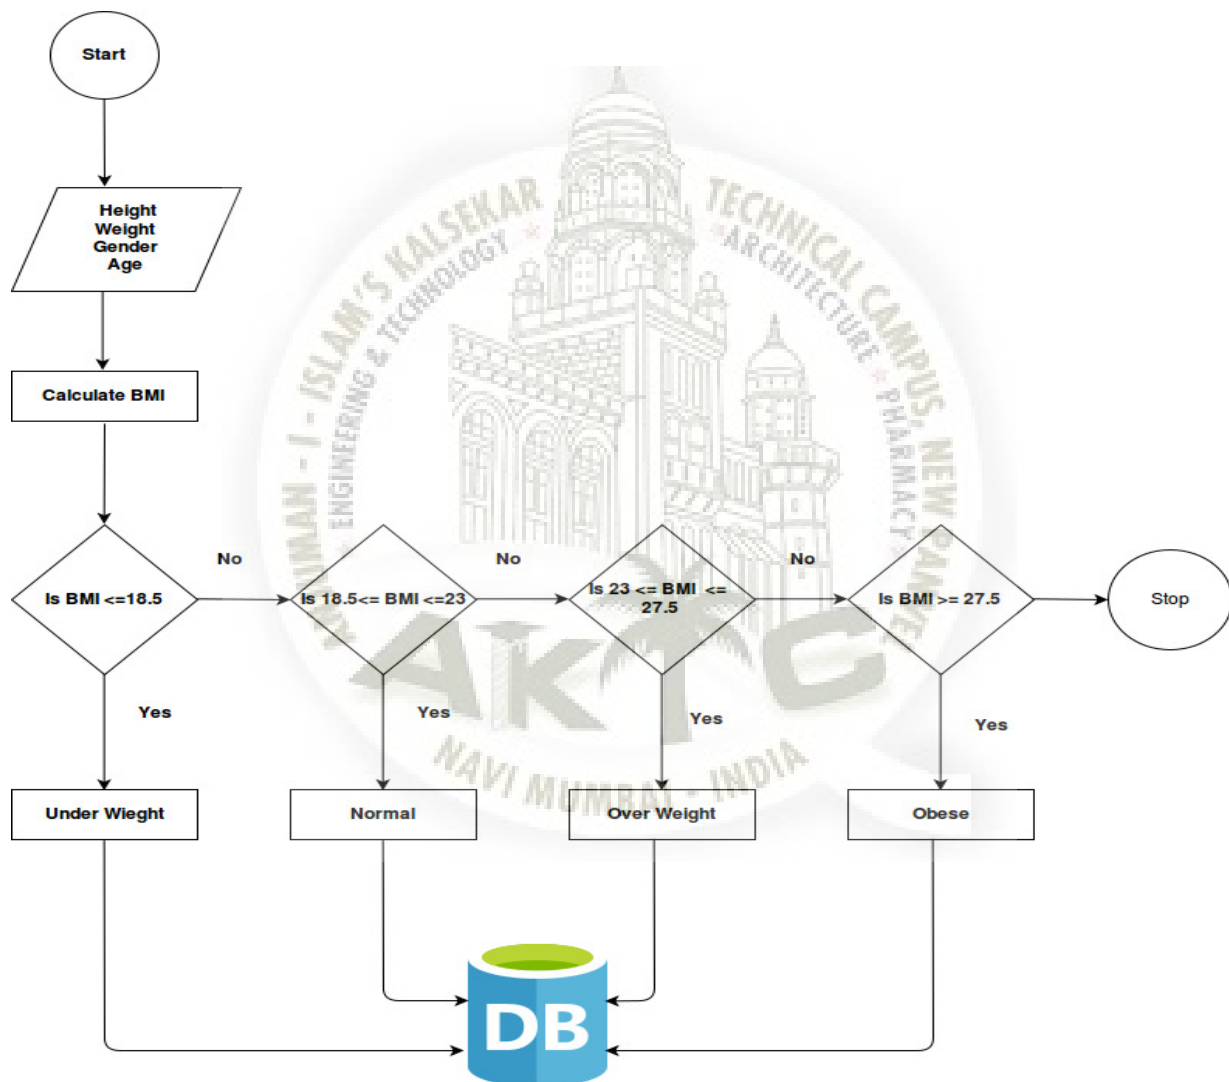 Start
Height
Weight
Gender
Age
Calculate BMI
Is BMI <=18.5
No
Is 18.5<= BMI <=23
No
Is 23 <= BMI <=
27.5
No
Is BMI >= 27.5
Stop
Yes
Yes
Yes
Yes
Under Wieght
Normal
Over Weight
Obese
DB
ANJUMAN - I - ISLAM'S KALSEKAR TECHNICAL CAMPUS, NEW PANVEL
ENGINEERING & TECHNOLOGY ARCHITECTURE PHARMACY
AKTC
NAVI MUMBAI - INDIA